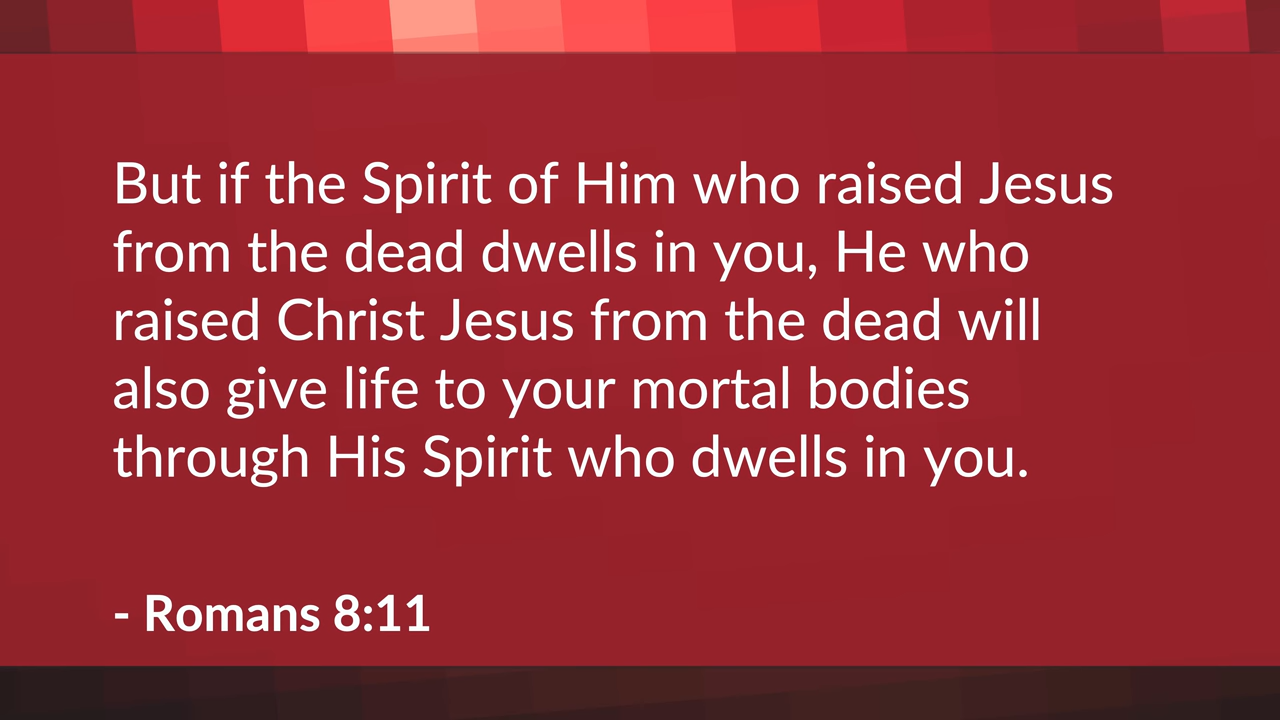 But if the Spirit of Him who raised Jesus
from the dead dwells in you, He who
raised Christ Jesus from the dead will
also give life to your mortal bodies
through His Spirit who dwells in you.
- Romans 8:11